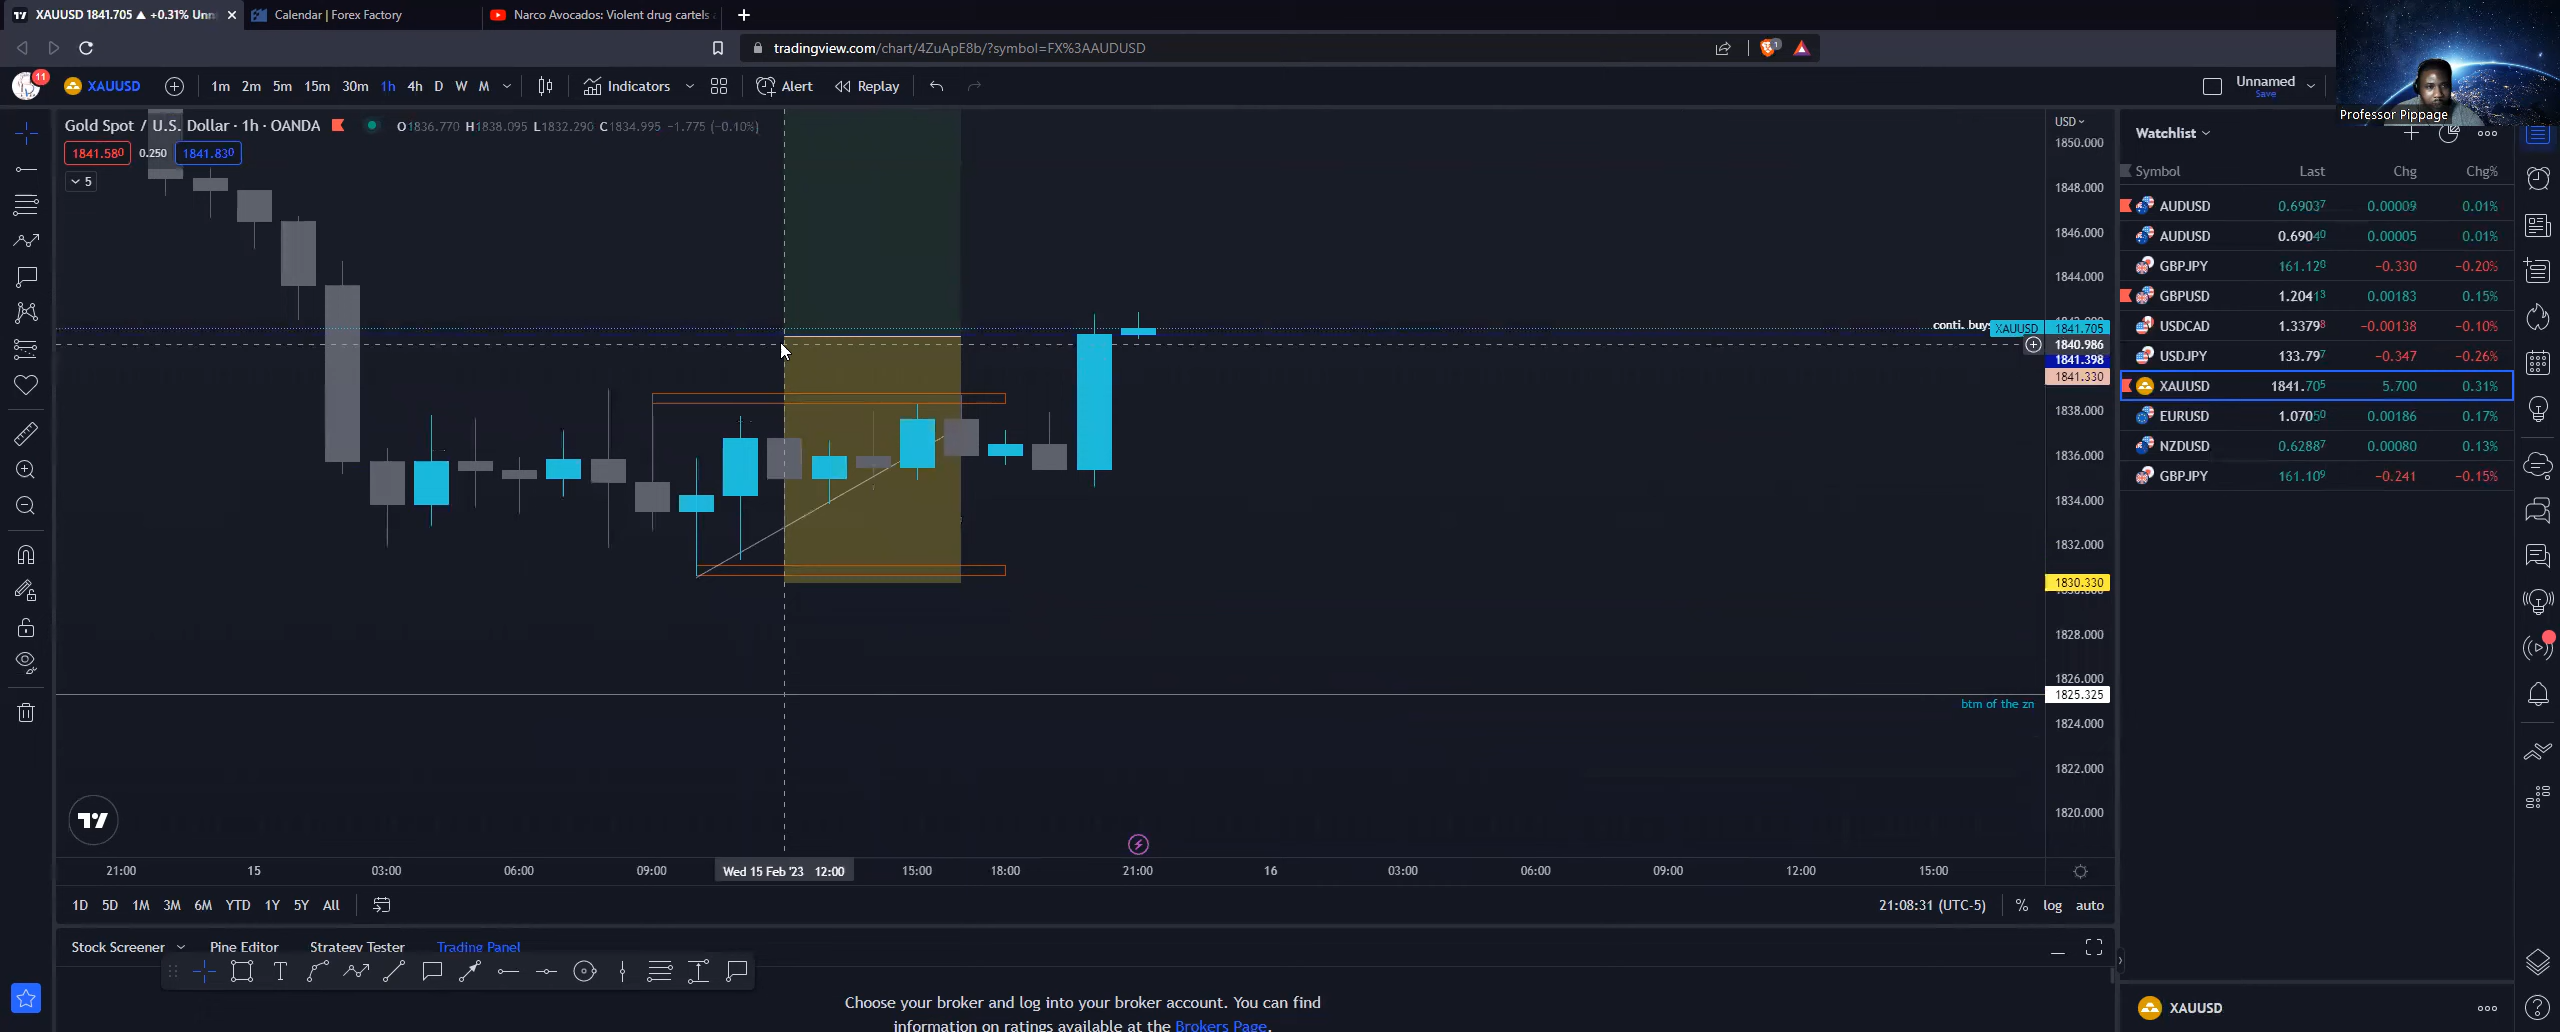 XAUUSD 1841.705 ▲ +0.31% Unn
Calendar | Forex Factory
Narco Avocados: Violent drug cartels
tradingview.com/chart/4ZuApE8b/?symbol=FX%3AAUDUSD
1
11
XAUUSD
1m 2m 5m 15m 30m 1h 4h D W M
Indicators
Alert
Replay
Unnamed
Save
Professor Pippage
Gold Spot / U.S. Dollar · 1h · OANDA
O1836.770 H1838.095 L1832.290 C1834.995 −1.775 (−0.10%)
1841.580 0.250 1841.830
5
USD
1850.000
1848.000
1846.000
1844.000
conti. buy
XAUUSD 1841.705
1840.986
1841.398
1841.330
1838.000
1836.000
1834.000
1832.000
1830.330
1828.000
1826.000
1825.325
btm of the zn
1824.000
1822.000
1820.000
21:00 15 03:00 06:00 09:00 Wed 15 Feb '23 12:00 15:00 18:00 21:00 16 03:00 06:00 09:00 12:00 15:00
1D 5D 1M 3M 6M YTD 1Y 5Y All
21:08:31 (UTC-5) % log auto
Stock Screener Pine Editor Strategy Tester Trading Panel
Choose your broker and log into your broker account. You can find
information on ratings available at the Brokers Page.
Watchlist
Symbol Last Chg Chg%
AUDUSD 0.69037 0.00009 0.01%
AUDUSD 0.69040 0.00005 0.01%
GBPJPY 161.120 −0.330 −0.20%
GBPUSD 1.20413 0.00183 0.15%
USDCAD 1.33798 −0.00138 −0.10%
USDJPY 133.797 −0.347 −0.26%
XAUUSD 1841.705 5.700 0.31%
EURUSD 1.07050 0.00186 0.17%
NZDUSD 0.62887 0.00080 0.13%
GBPJPY 161.109 −0.241 −0.15%
XAUUSD